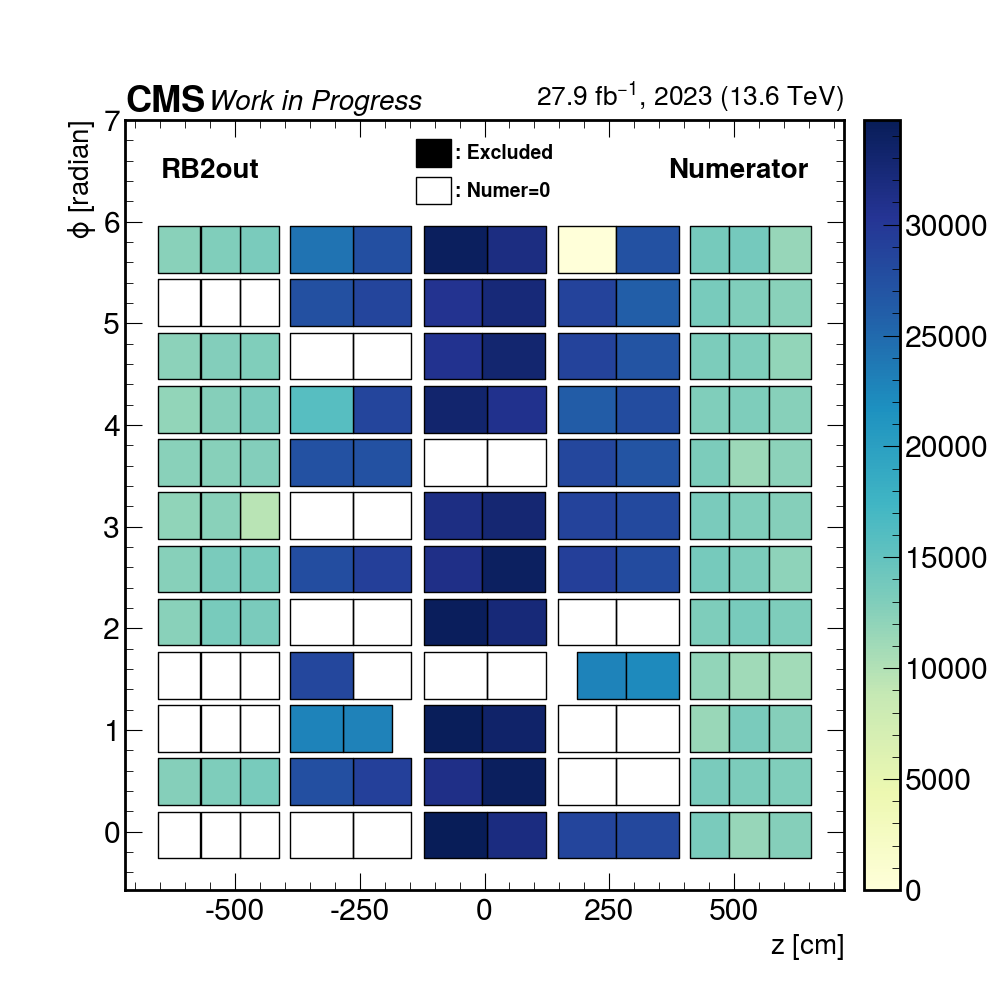 CMS Work in Progress 27.9 fb⁻¹, 2023 (13.6 TeV)
RB2out
: Excluded
: Numer=0
Numerator
ϕ [radian]
7
6
5
4
3
2
1
0
-500 -250 0 250 500
z [cm]
30000
25000
20000
15000
10000
5000
0